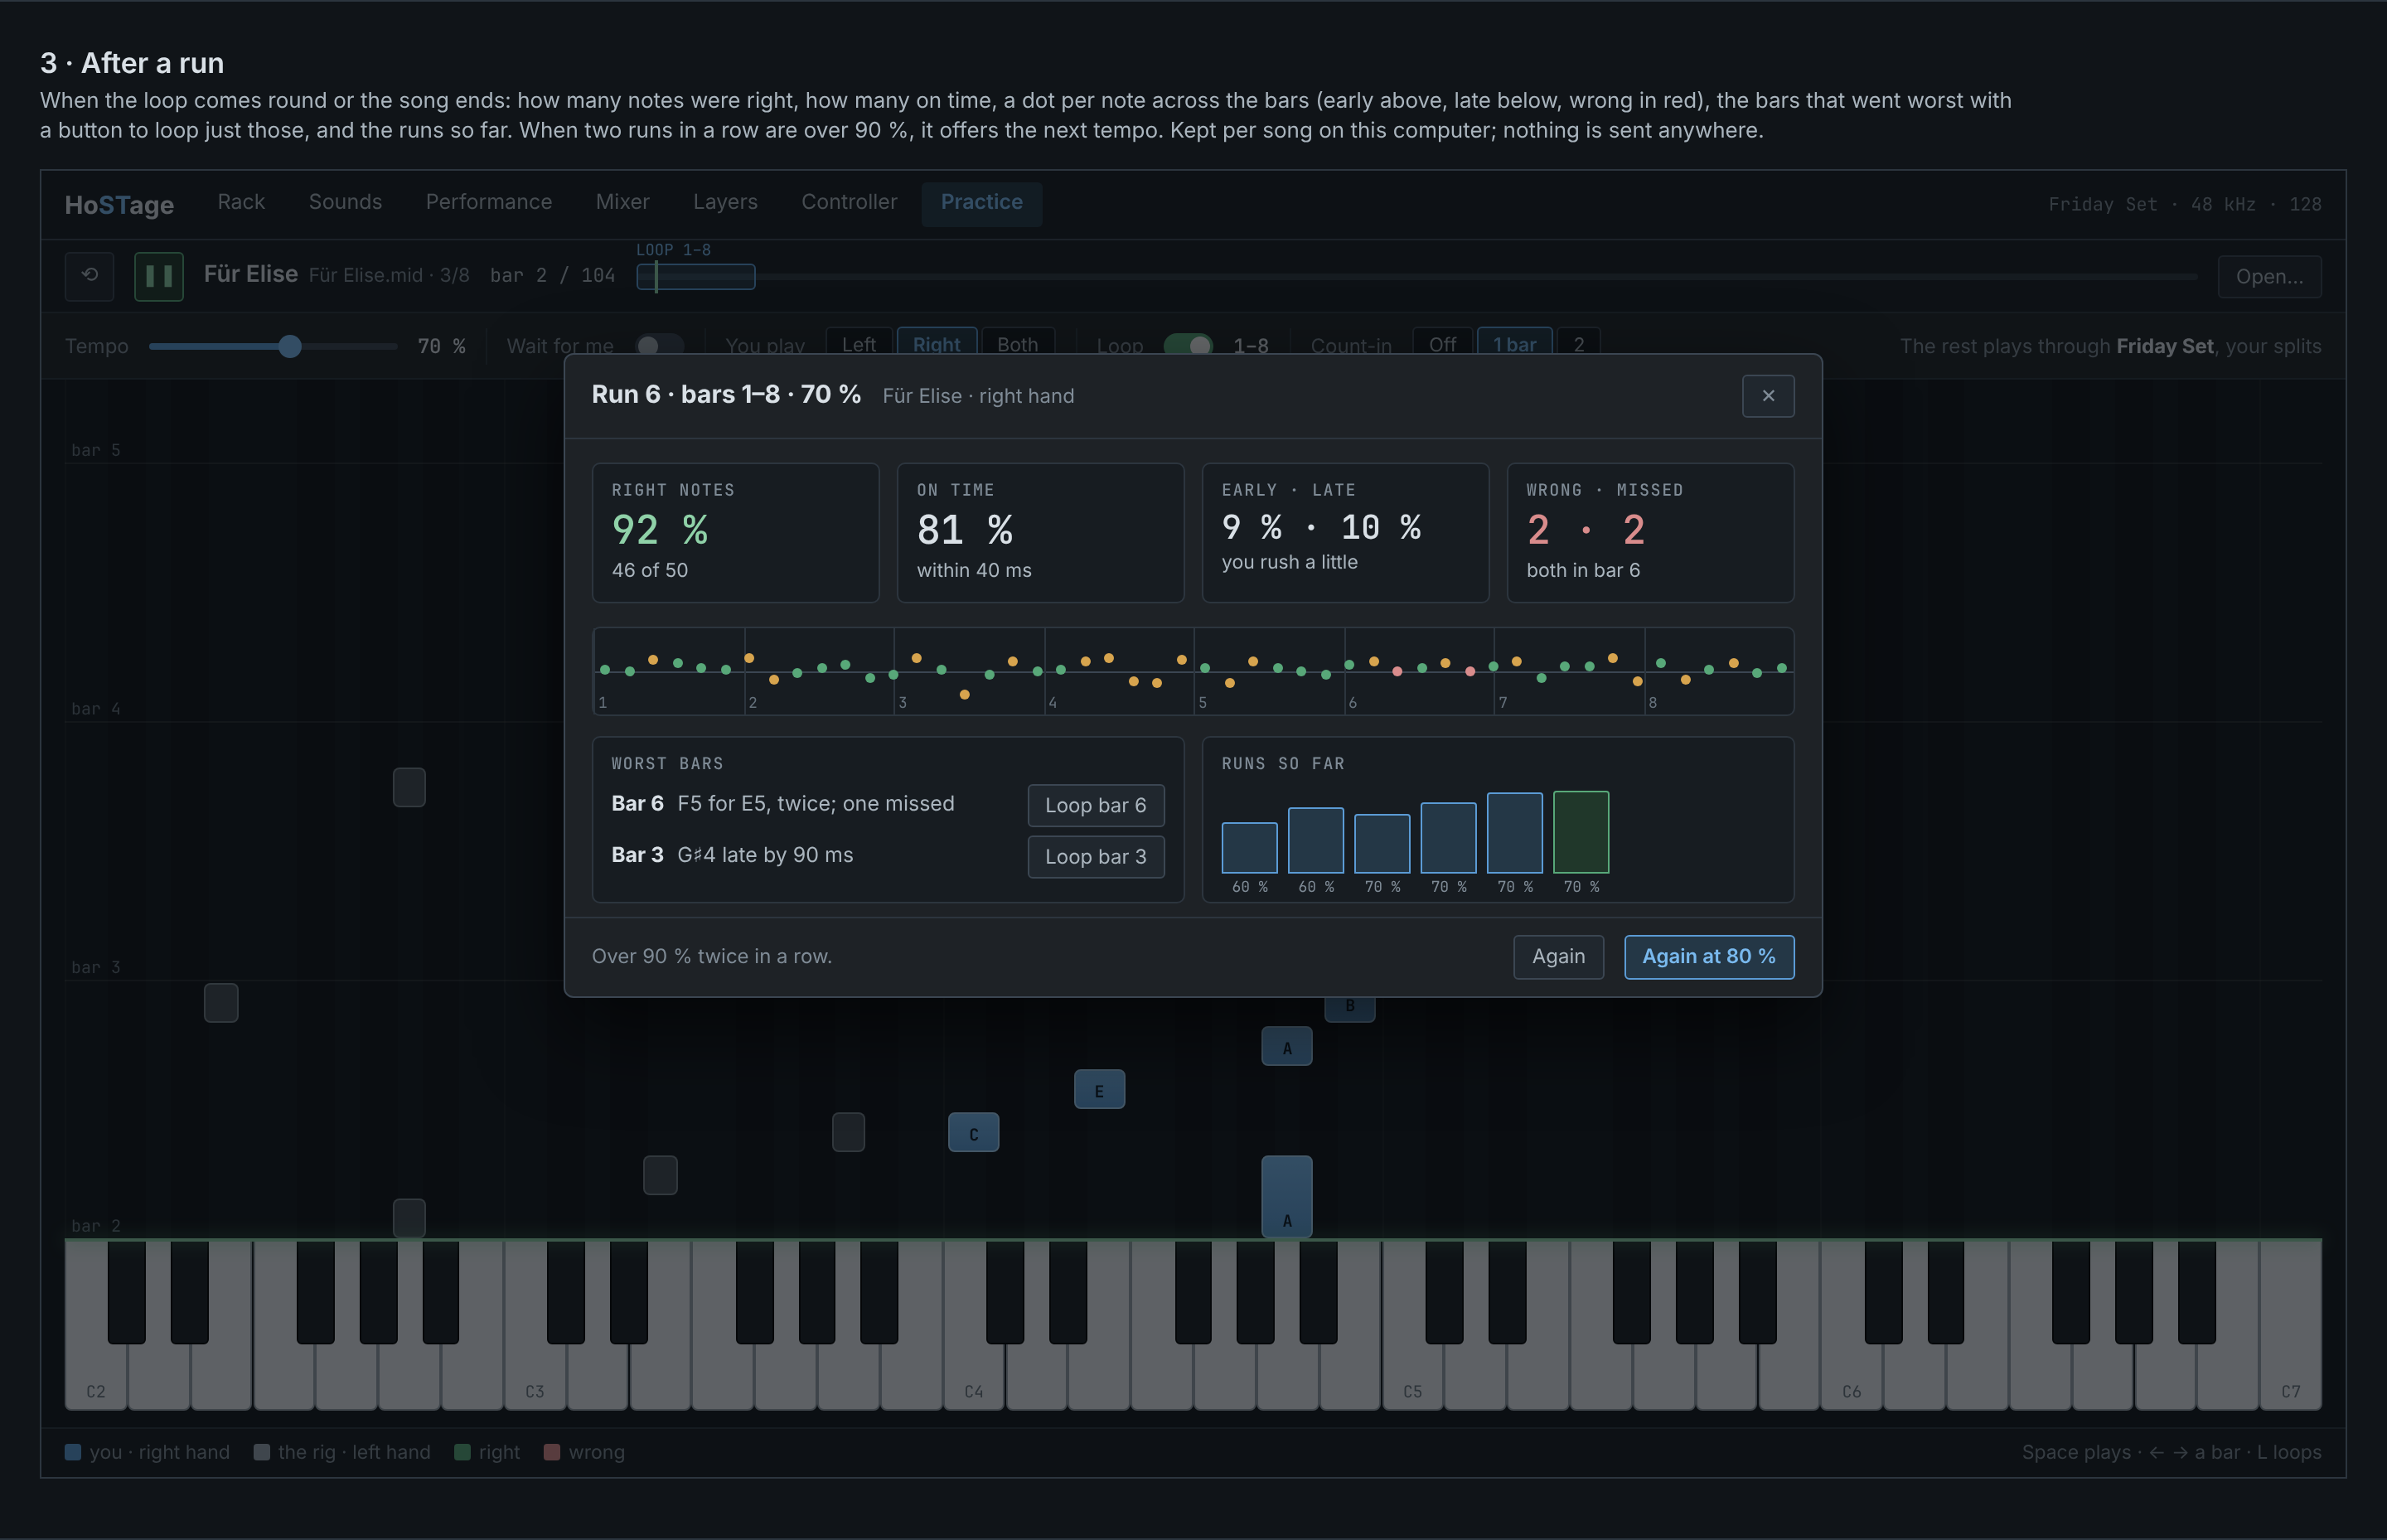 3 · After a run
When the loop comes round or the song ends: how many notes were right, how many on time, a dot per note across the bars (early above, late below, wrong in red), the bars that went worst with
a button to loop just those, and the runs so far. When two runs in a row are over 90 %, it offers the next tempo. Kept per song on this computer; nothing is sent anywhere.
HoSTage Rack Sounds Performance Mixer Layers Controller Practice Friday Set · 48 kHz · 128
LOOP 1–8
Für Elise Für Elise.mid · 3/8 bar 2 / 104 Open...
Tempo 70 % Wait for me You play Left Right Both Loop 1–8 Count-in Off 1 bar 2 The rest plays through Friday Set, your splits
Run 6 · bars 1–8 · 70 % Für Elise · right hand ×
bar 5
RIGHT NOTES ON TIME EARLY · LATE WRONG · MISSED
92 % 81 % 9 % · 10 % 2 · 2
46 of 50 within 40 ms you rush a little both in bar 6
1 2 3 4 5 6 7 8
bar 4
WORST BARS RUNS SO FAR
Bar 6 F5 for E5, twice; one missed Loop bar 6
Bar 3 G♯4 late by 90 ms Loop bar 3
60 % 60 % 70 % 70 % 70 % 70 %
Over 90 % twice in a row. Again Again at 80 %
bar 3
B
A
E
C
A
bar 2
C2 C3 C4 C5 C6 C7
you · right hand the rig · left hand right wrong Space plays · ← → a bar · L loops